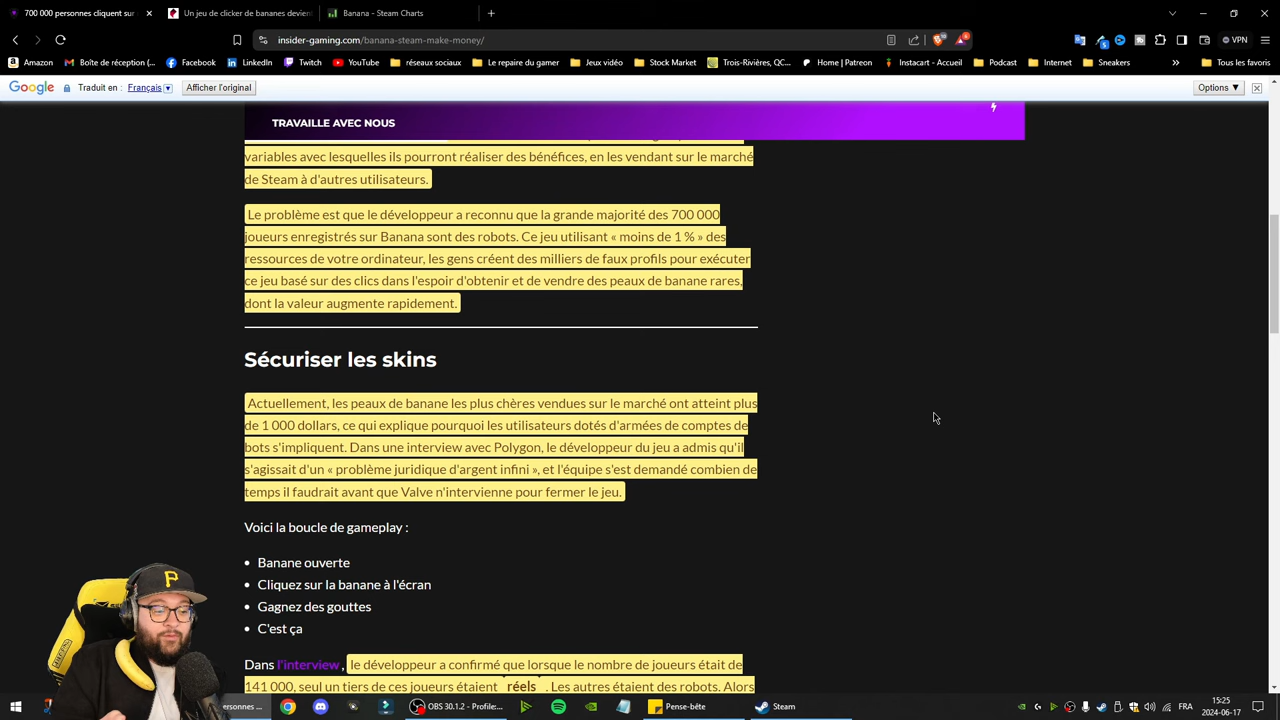 700 000 personnes cliquent sur
Un jeu de clicker de bananes devient
Banana - Steam Charts
insider-gaming.com/banana-steam-make-money/
VPN
Amazon
Boîte de réception (...
Facebook
LinkedIn
Twitch
YouTube
réseaux sociaux
Le repaire du gamer
Jeux vidéo
Stock Market
Trois-Rivières, QC...
Home | Patreon
Instacart - Accueil
Podcast
Internet
Sneakers
»
Tous les favoris
Google
Traduit en :
Français
Afficher l'original
Options ▼
TRAVAILLE AVEC NOUS
variables avec lesquelles ils pourront réaliser des bénéfices, en les vendant sur le marché
de Steam à d'autres utilisateurs.
Le problème est que le développeur a reconnu que la grande majorité des 700 000
joueurs enregistrés sur Banana sont des robots. Ce jeu utilisant « moins de 1 % » des
ressources de votre ordinateur, les gens créent des milliers de faux profils pour exécuter
ce jeu basé sur des clics dans l'espoir d'obtenir et de vendre des peaux de banane rares,
dont la valeur augmente rapidement.
Sécuriser les skins
Actuellement, les peaux de banane les plus chères vendues sur le marché ont atteint plus
de 1 000 dollars, ce qui explique pourquoi les utilisateurs dotés d'armées de comptes de
bots s'impliquent. Dans une interview avec Polygon, le développeur du jeu a admis qu'il
s'agissait d'un « problème juridique d'argent infini », et l'équipe s'est demandé combien de
temps il faudrait avant que Valve n'intervienne pour fermer le jeu.
Voici la boucle de gameplay :
Banane ouverte
Cliquez sur la banane à l'écran
Gagnez des gouttes
C'est ça
Dans l'interview , le développeur a confirmé que lorsque le nombre de joueurs était de
141 000, seul un tiers de ces joueurs étaient réels . Les autres étaient des robots. Alors
P
personnes ...
OBS 30.1.2 - Profile:...
Pense-bête
Steam
FRA
15:25
2024-06-17